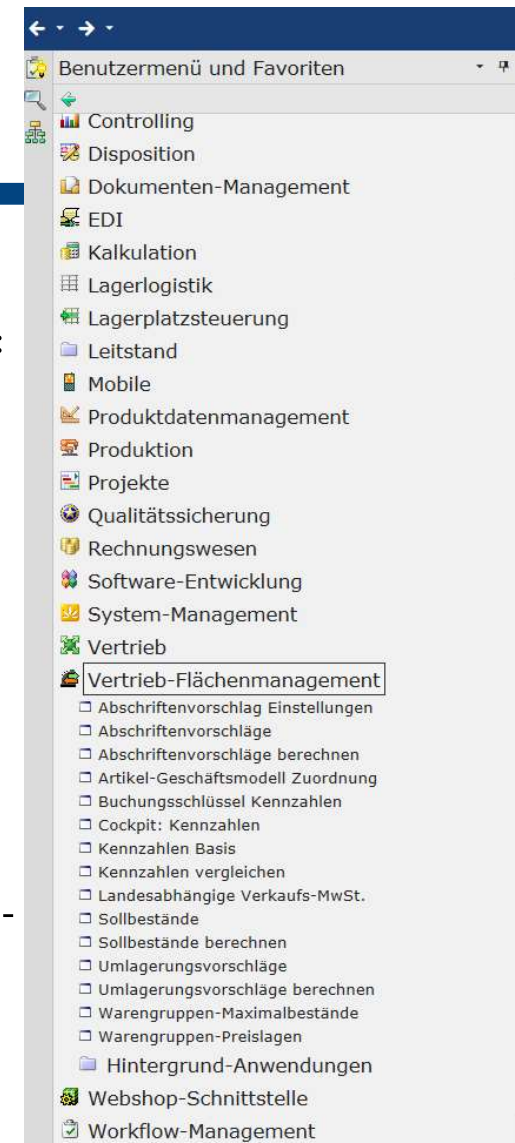 Benutzermenü und Favoriten
Controlling
Disposition
Dokumenten-Management
EDI
Kalkulation
Lagerlogistik
Lagerplatzsteuerung
:
Leitstand
Mobile
Produktdatenmanagement
Produktion
Projekte
Qualitätssicherung
Rechnungswesen
Software-Entwicklung
System-Management
Vertrieb
Vertrieb-Flächenmanagement
Abschriftenvorschlag Einstellungen
Abschriftenvorschläge
Abschriftenvorschläge berechnen
Artikel-Geschäftsmodell Zuordnung
Buchungsschlüssel Kennzahlen
Cockpit: Kennzahlen
Kennzahlen Basis
Kennzahlen vergleichen
Landesabhängige Verkaufs-MwSt.
-
Sollbestände
Sollbestände berechnen
Umlagerungsvorschläge
Umlagerungsvorschläge berechnen
Warengruppen-Maximalbestände
Warengruppen-Preislagen
Hintergrund-Anwendungen
Webshop-Schnittstelle
Workflow-Management